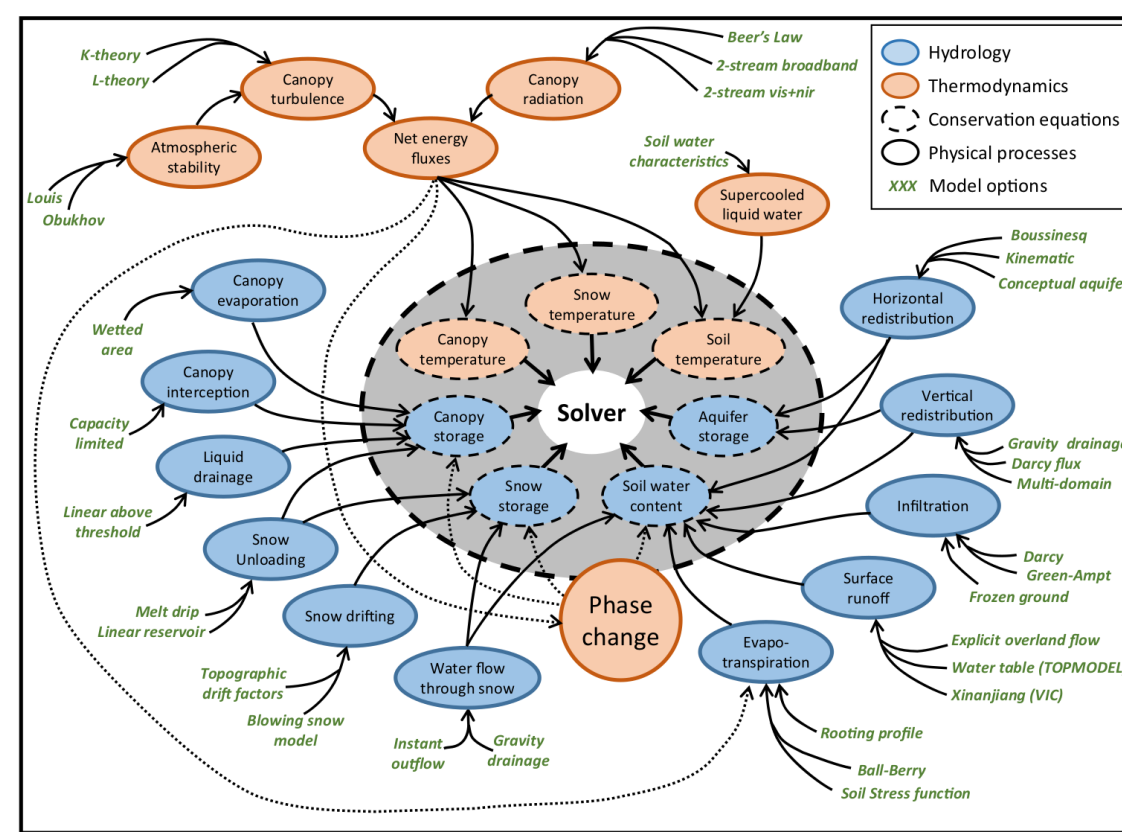 K-theory
L-theory
Canopy
turbulence
Canopy
radiation
Beer's Law
2-stream broadband
2-stream vis+nir
Hydrology
Thermodynamics
Conservation equations
Physical processes
XXX Model options
Atmospheric
stability
Net energy
fluxes
Louis
Obukhov
Soil water
characteristics
Supercooled
liquid water
Boussinesq
Kinematic
Conceptual aquife
Canopy
evaporation
Wetted
area
Snow
temperature
Horizontal
redistribution
Canopy
temperature
Soil
temperature
Canopy
interception
Capacity
limited
Canopy
storage
Solver
Aquifer
storage
Vertical
redistribution
Gravity drainage
Darcy flux
Multi-domain
Liquid
drainage
Linear above
threshold
Snow
storage
Soil water
content
Infiltration
Darcy
Green-Ampt
Frozen ground
Snow
Unloading
Melt drip
Linear reservoir
Snow drifting
Topographic
drift factors
Blowing snow
model
Water flow
through snow
Instant
outflow
Gravity
drainage
Phase
change
Surface
runoff
Explicit overland flow
Water table (TOPMODEL
Xinanjiang (VIC)
Evapo-
transpiration
Rooting profile
Ball-Berry
Soil Stress function